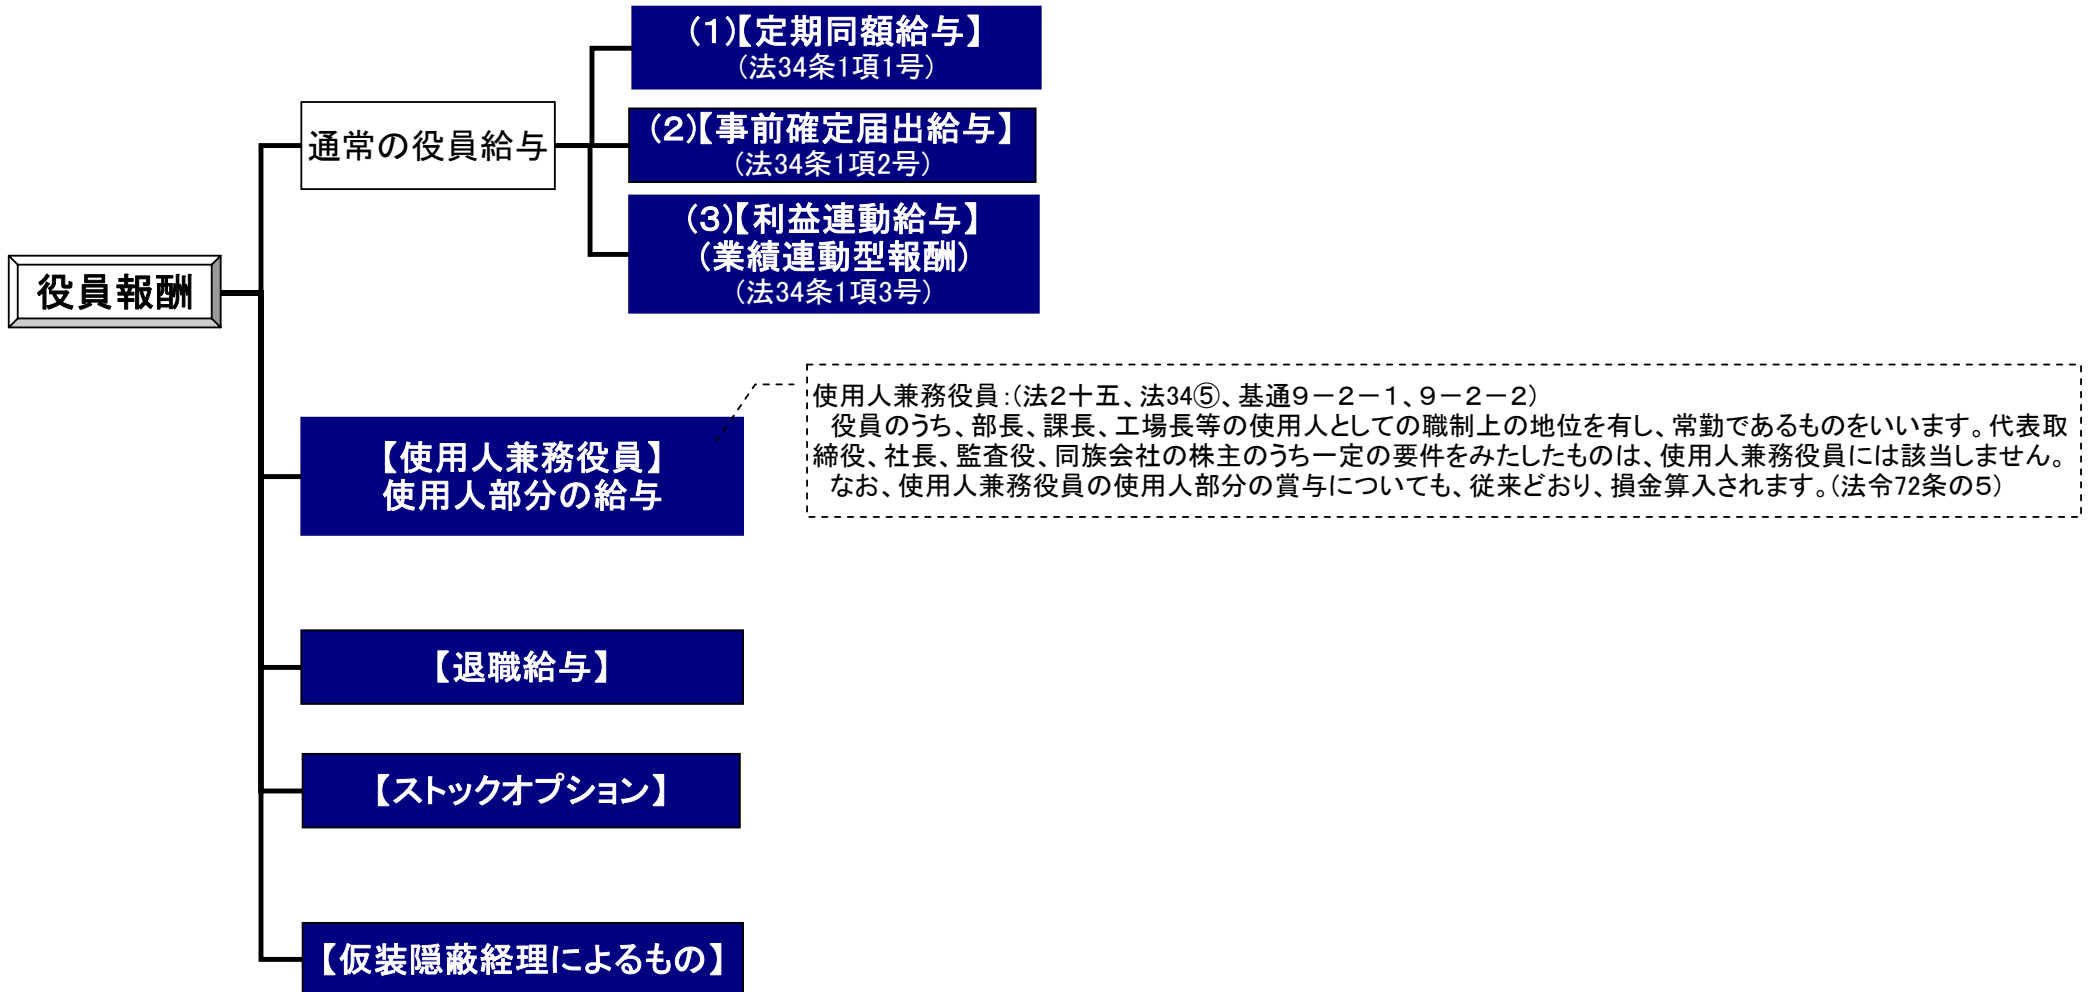 (1)【定期同額給与】
(法34条1項1号)
通常の役員給与
(2)【事前確定届出給与】
(法34条1項2号)
(3)【利益連動給与】
(業績連動型報酬)
(法34条1項3号)
役員報酬
使用人兼務役員:(法2十五、法34⑤、基通9-2-1、9-2-2)
役員のうち、部長、課長、工場長等の使用人としての職制上の地位を有し、常勤であるものをいいます。代表取
締役、社長、監査役、同族会社の株主のうち一定の要件をみたしたものは、使用人兼務役員には該当しません。
なお、使用人兼務役員の使用人部分の賞与についても、従来どおり、損金算入されます。(法令72条の5)
【使用人兼務役員】
使用人部分の給与
【退職給与】
【ストックオプション】
【仮装隠蔽経理によるもの】